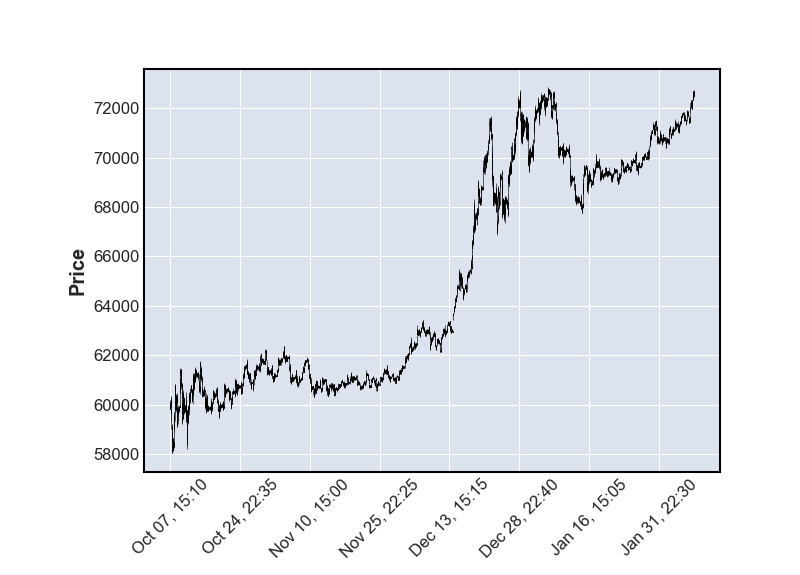 Price
72000
70000
68000
66000
64000
62000
60000
58000
Oct 07, 15:10
Oct 24, 22:35
Nov 10, 15:00
Nov 25, 22:25
Dec 13, 15:15
Dec 28, 22:40
Jan 16, 15:05
Jan 31, 22:30